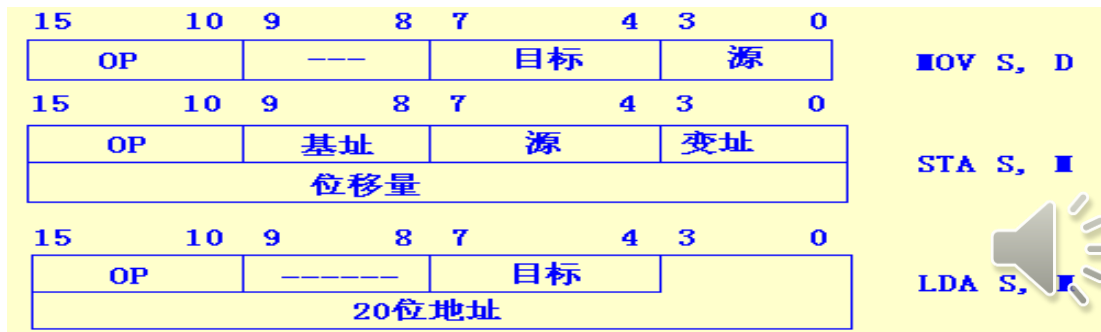 15 10 9 8 7 4 3 0
OP --- 目标 源 MOV S, D
15 10 9 8 7 4 3 0
OP 基址 源 变址
位移量 STA S, M
15 10 9 8 7 4 3 0
OP ------ 目标
20位地址 LDA S,